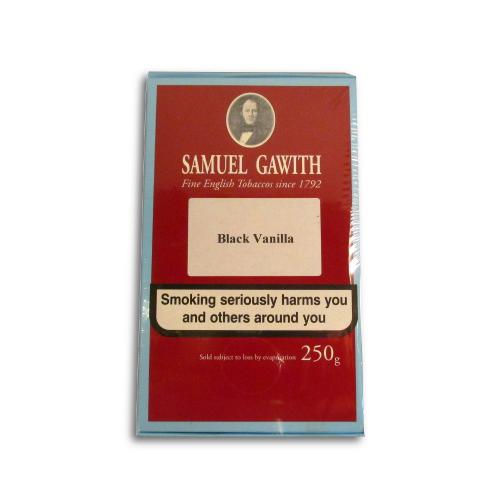 SAMUEL GAWITH
Fine English Tobaccos since 1792
Black Vanilla
Smoking seriously harms you
and others around you
Sold subject to loss by evaporation 250g